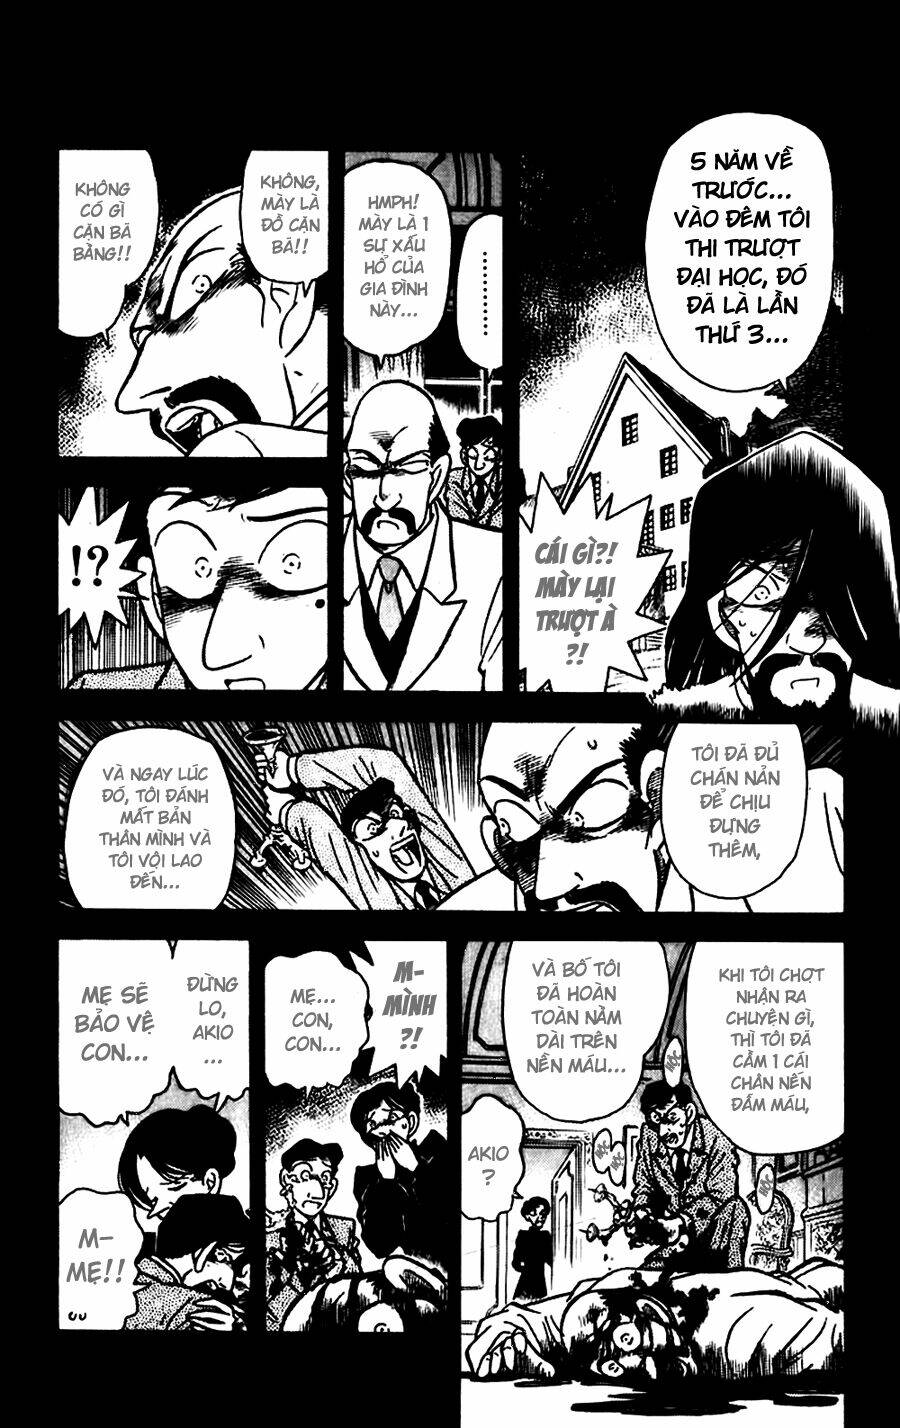 5 NĂM VỀ
TRƯỚC...
VÀO ĐÊM TÔI
THI TRƯỢT
ĐẠI HỌC, ĐÓ
ĐÃ LÀ LẦN
THỨ 3...
CÁI GÌ?!
MÀY LẠI
TRƯỢT À
?!
.........
HMPH!
MÀY LÀ 1
SỰ XẤU
HỔ CỦA
GIA ĐÌNH
NÀY...
KHÔNG,
MÀY LÀ
ĐỒ CẶN
BÃ!!
KHÔNG
CÓ GÌ
CẶN BÃ
BẰNG!!
!?
TÔI ĐÃ ĐỦ
CHÁN NẢN
ĐỂ CHỊU
ĐỰNG
THÊM,
VÀ NGAY LÚC
ĐÓ, TÔI ĐÁNH
MẤT BẢN
THÂN MÌNH VÀ
TÔI VỘI LAO
ĐẾN...
KHI TÔI CHỢT
NHẬN RA
CHUYỆN GÌ,
THÌ TÔI ĐÃ
CẦM 1 CÁI
CHÂN NẾN
ĐẪM MÁU,
VÀ BỐ TÔI
ĐÃ HOÀN
TOÀN NẰM
DÀI TRÊN
NỀN MÁU...
AKIO
?
M-
MÌNH
?!
MẸ...
CON,
CON...
ĐỪNG
LO,
AKIO
...
MẸ SẼ
BẢO VỆ
CON...
M-
MẸ!!